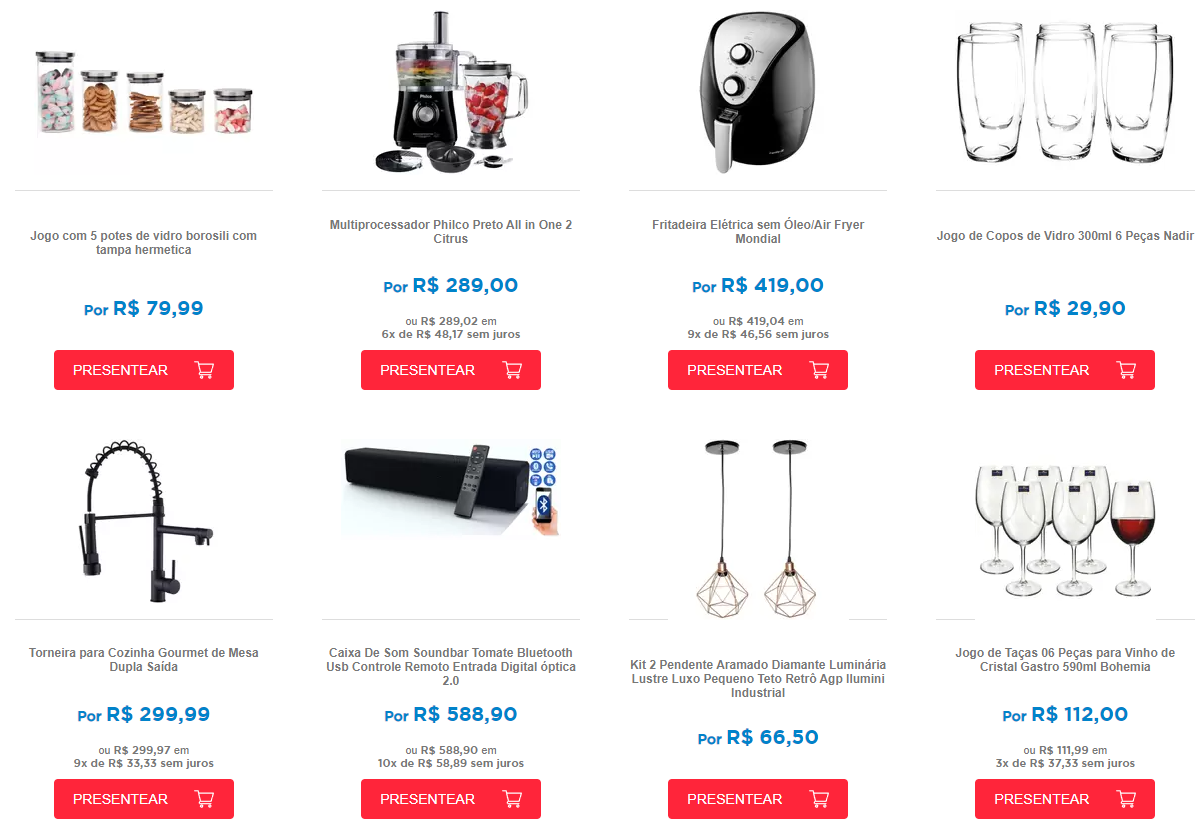 Philco
Jogo com 5 potes de vidro borosili com
tampa hermetica
Por R$ 79,99
PRESENTEAR
Multiprocessador Philco Preto All in One 2
Citrus
Por R$ 289,00
ou R$ 289,02 em
6x de R$ 48,17 sem juros
PRESENTEAR
Fritadeira Elétrica sem Óleo/Air Fryer
Mondial
Por R$ 419,00
ou R$ 419,04 em
9x de R$ 46,56 sem juros
PRESENTEAR
Jogo de Copos de Vidro 300ml 6 Peças Nadir
Por R$ 29,90
PRESENTEAR
Torneira para Cozinha Gourmet de Mesa
Dupla Saída
Por R$ 299,99
ou R$ 299,97 em
9x de R$ 33,33 sem juros
PRESENTEAR
Caixa De Som Soundbar Tomate Bluetooth
Usb Controle Remoto Entrada Digital óptica
2.0
Por R$ 588,90
ou R$ 588,90 em
10x de R$ 58,89 sem juros
PRESENTEAR
Kit 2 Pendente Aramado Diamante Luminária
Lustre Luxo Pequeno Teto Retrô Agp Ilumini
Industrial
Por R$ 66,50
PRESENTEAR
Jogo de Taças 06 Peças para Vinho de
Cristal Gastro 590ml Bohemia
Por R$ 112,00
ou R$ 111,99 em
3x de R$ 37,33 sem juros
PRESENTEAR